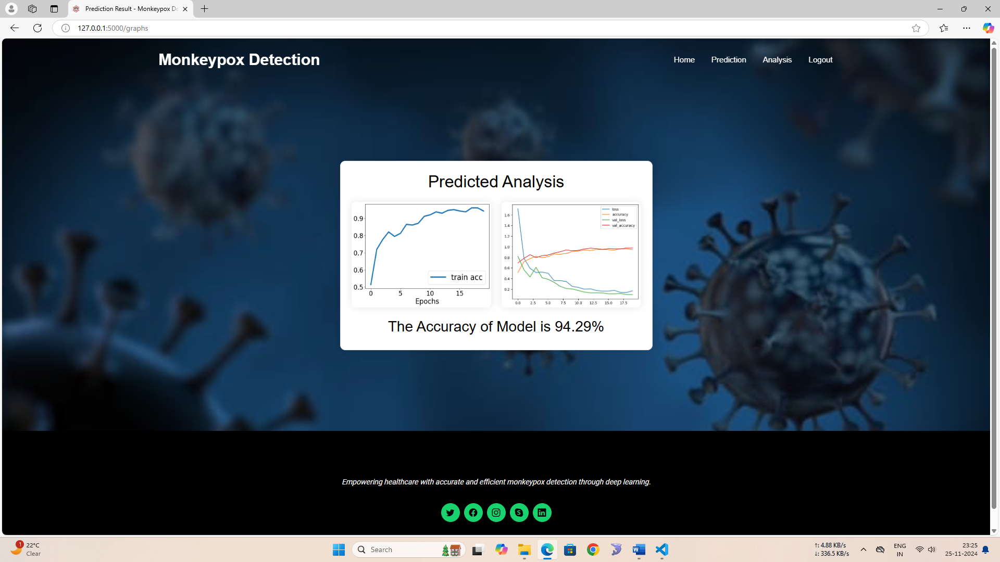 Prediction Result - Monkeypox De
127.0.0.1:5000/graphs
Monkeypox Detection
Home Prediction Analysis Logout
Predicted Analysis
0.9
0.8
0.7
0.6
0.5
train acc
0 5 10 15
Epochs
loss
accuracy
val_loss
val_accuracy
1.6
1.4
1.2
1.0
0.8
0.6
0.4
0.2
0.0 2.5 5.0 7.5 10.0 12.5 15.0 17.5
The Accuracy of Model is 94.29%
Empowering healthcare with accurate and efficient monkeypox detection through deep learning.
1
22°C
Clear
Search
↑: 4.88 KB/s
↓: 336.5 KB/s
ENG
IN
23:25
25-11-2024